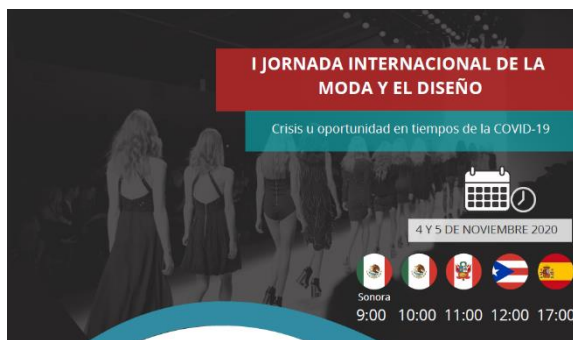 I JORNADA INTERNACIONAL DE LA
MODA Y EL DISEÑO
Crisis u oportunidad en tiempos de la COVID-19
4 Y 5 DE NOVIEMBRE 2020
Sonora
9:00 10:00 11:00 12:00 17:00